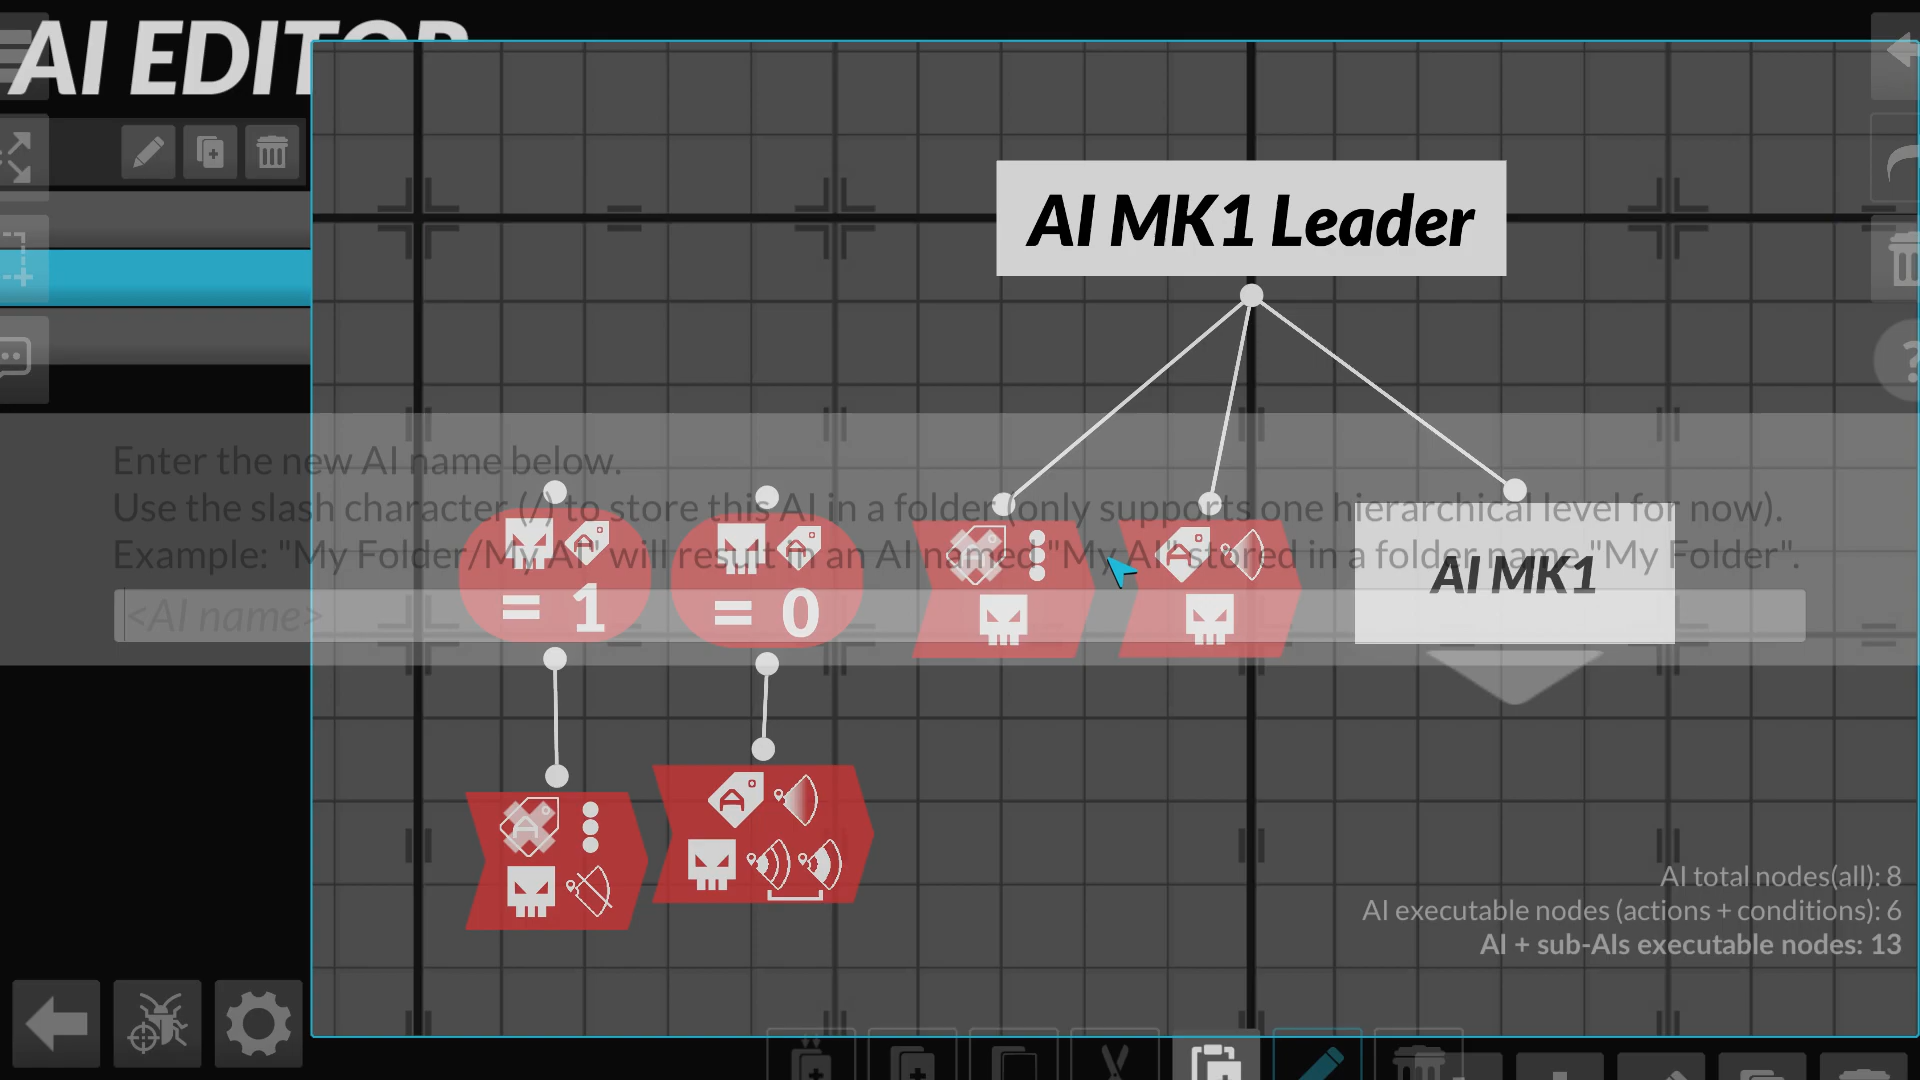 AI EDITOR
AI MK1 Leader
Enter the new AI name below.
Use the slash character (/) to store this AI in a folder (only supports one hierarchical level for now).
Example: "My Folder/My AI" will result in an AI named "My AI" stored in a folder name "My Folder".
<AI name>
= 1
= 0
AI MK1
AI total nodes(all): 8
AI executable nodes (actions + conditions): 6
AI + sub-AIs executable nodes: 13